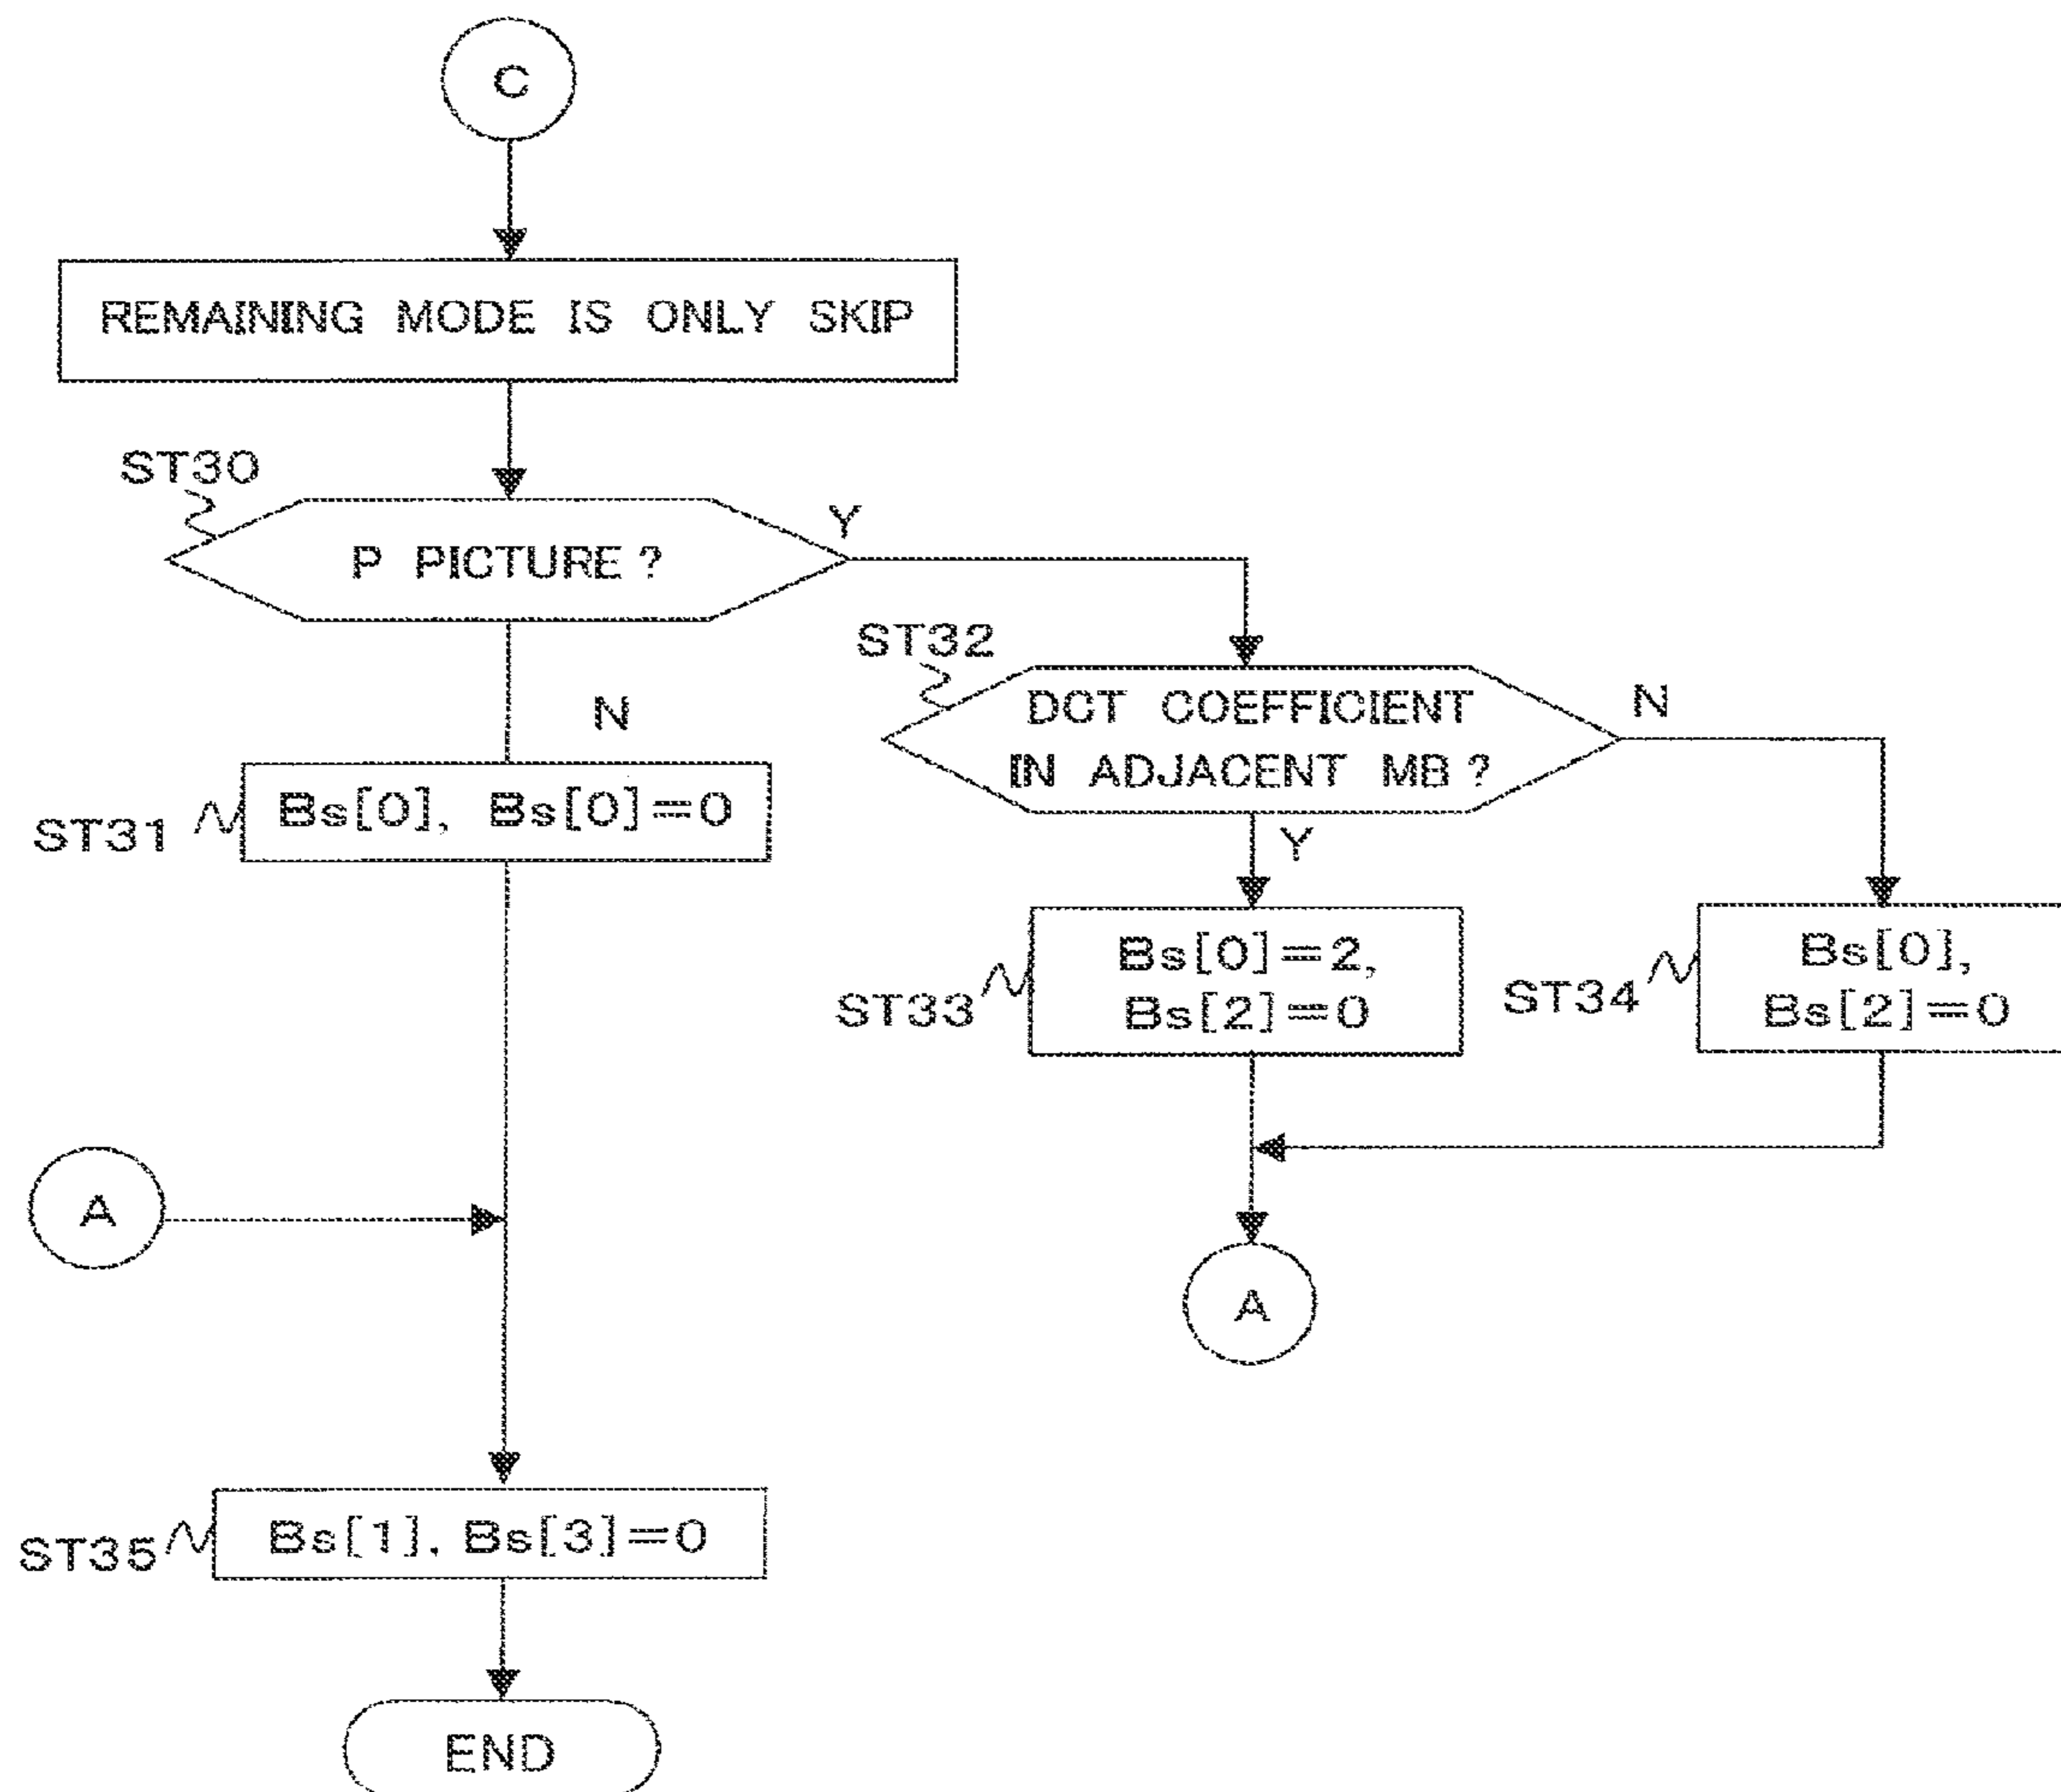 C
REMAINING MODE IS ONLY SKIP
ST30
P PICTURE ?
Y
N
ST31
Bs[0], Bs[0]=0
ST32
DCT COEFFICIENT
IN ADJACENT MB ?
N
Y
ST33
Bs[0]=2,
Bs[2]=0
ST34
Bs[0],
Bs[2]=0
A
A
ST35
Bs[1], Bs[3]=0
END